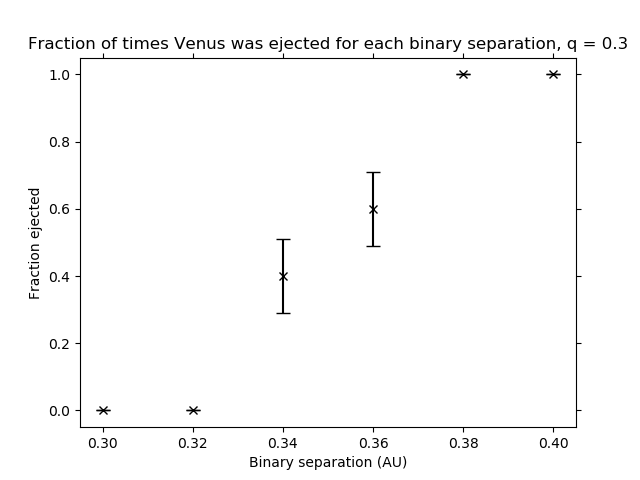 Fraction of times Venus was ejected for each binary separation, q = 0.3
1.0
0.8
0.6
0.4
0.2
0.0
Fraction ejected
0.30 0.32 0.34 0.36 0.38 0.40
Binary separation (AU)